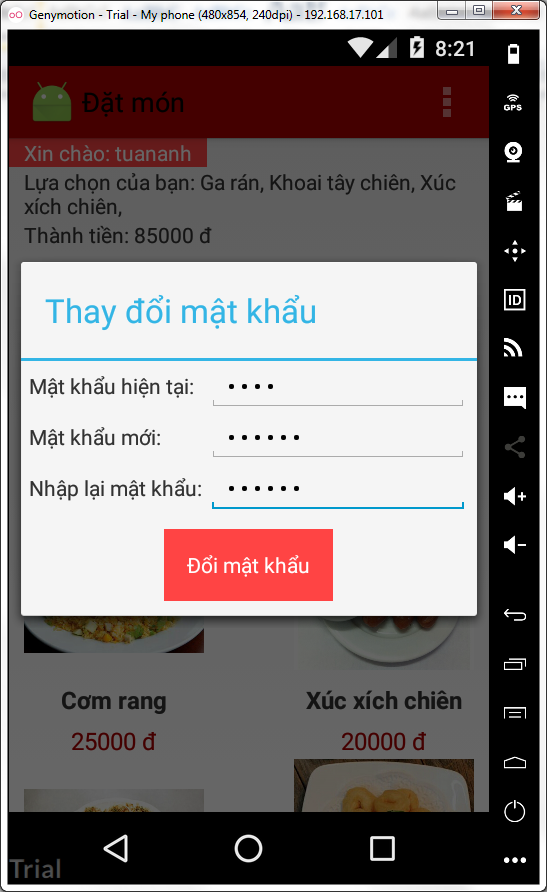 Genymotion - Trial - My phone (480x854, 240dpi) - 192.168.17.101
8:21
GPS
Đặt món
Xin chào: tuananh
Lựa chọn của bạn: Ga rán, Khoai tây chiên, Xúc
xích chiên,
Thành tiền: 85000 đ
ID
Thay đổi mật khẩu
Mật khẩu hiện tại: ••••
Mật khẩu mới: ••••••
Nhập lại mật khẩu: ••••••
Đổi mật khẩu
Cơm rang
Xúc xích chiên
25000 đ
20000 đ
Trial